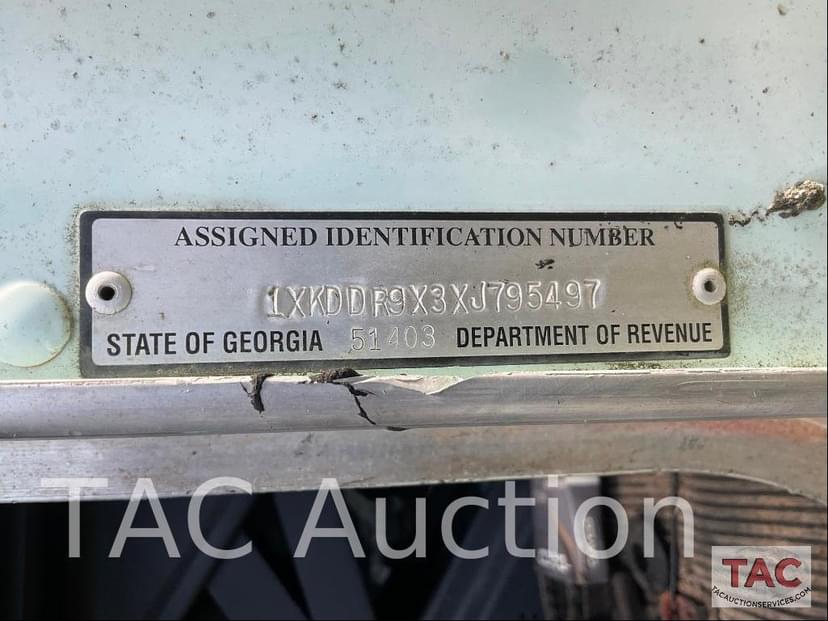 ASSIGNED IDENTIFICATION NUMBER
1XKDDR9X3XJ795497
STATE OF GEORGIA 51403 DEPARTMENT OF REVENUE
TAC Auction
TAC
TACAUCTIONSERVICES.COM